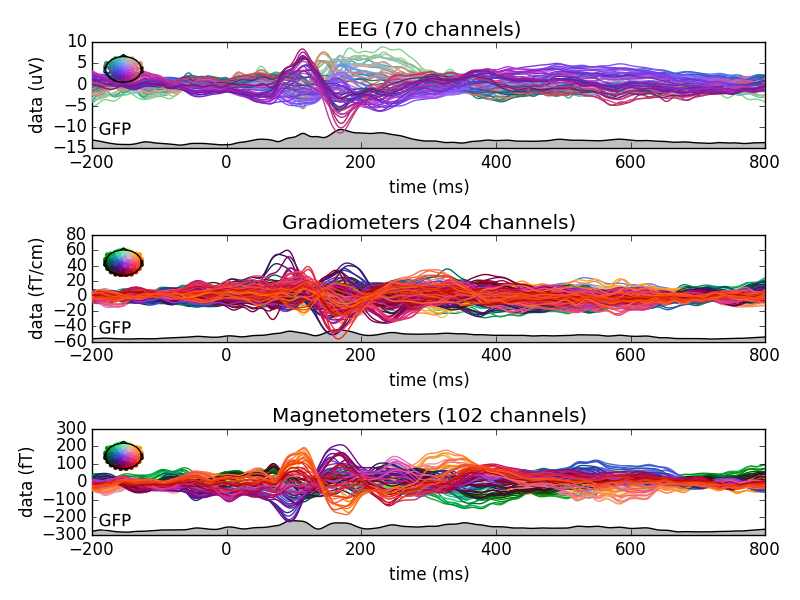 EEG (70 channels)
10
5
0
−5
−10
−15
data (uV)
GFP
−200 0 200 400 600 800
time (ms)
Gradiometers (204 channels)
80
60
40
20
0
−20
−40
−60
data (fT/cm)
GFP
−200 0 200 400 600 800
time (ms)
Magnetometers (102 channels)
300
200
100
0
−100
−200
−300
data (fT)
GFP
−200 0 200 400 600 800
time (ms)